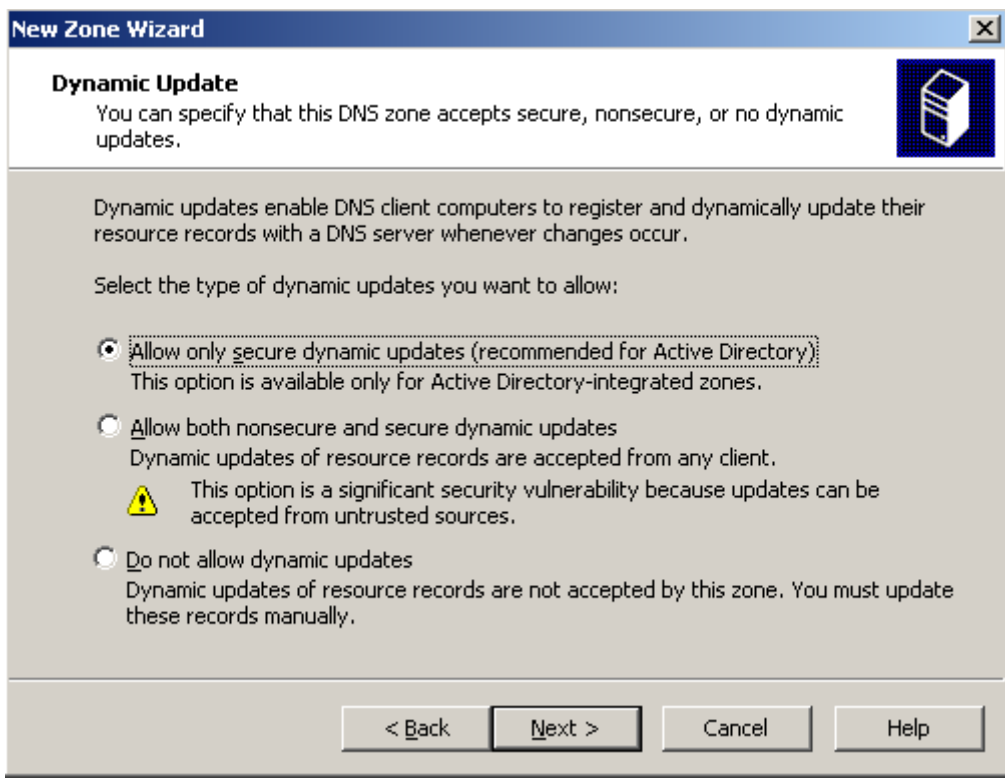 New Zone Wizard
Dynamic Update
You can specify that this DNS zone accepts secure, nonsecure, or no dynamic
updates.
Dynamic updates enable DNS client computers to register and dynamically update their
resource records with a DNS server whenever changes occur.
Select the type of dynamic updates you want to allow:
Allow only secure dynamic updates (recommended for Active Directory)
This option is available only for Active Directory-integrated zones.
Allow both nonsecure and secure dynamic updates
Dynamic updates of resource records are accepted from any client.
This option is a significant security vulnerability because updates can be
accepted from untrusted sources.
Do not allow dynamic updates
Dynamic updates of resource records are not accepted by this zone. You must update
these records manually.
< Back Next > Cancel Help